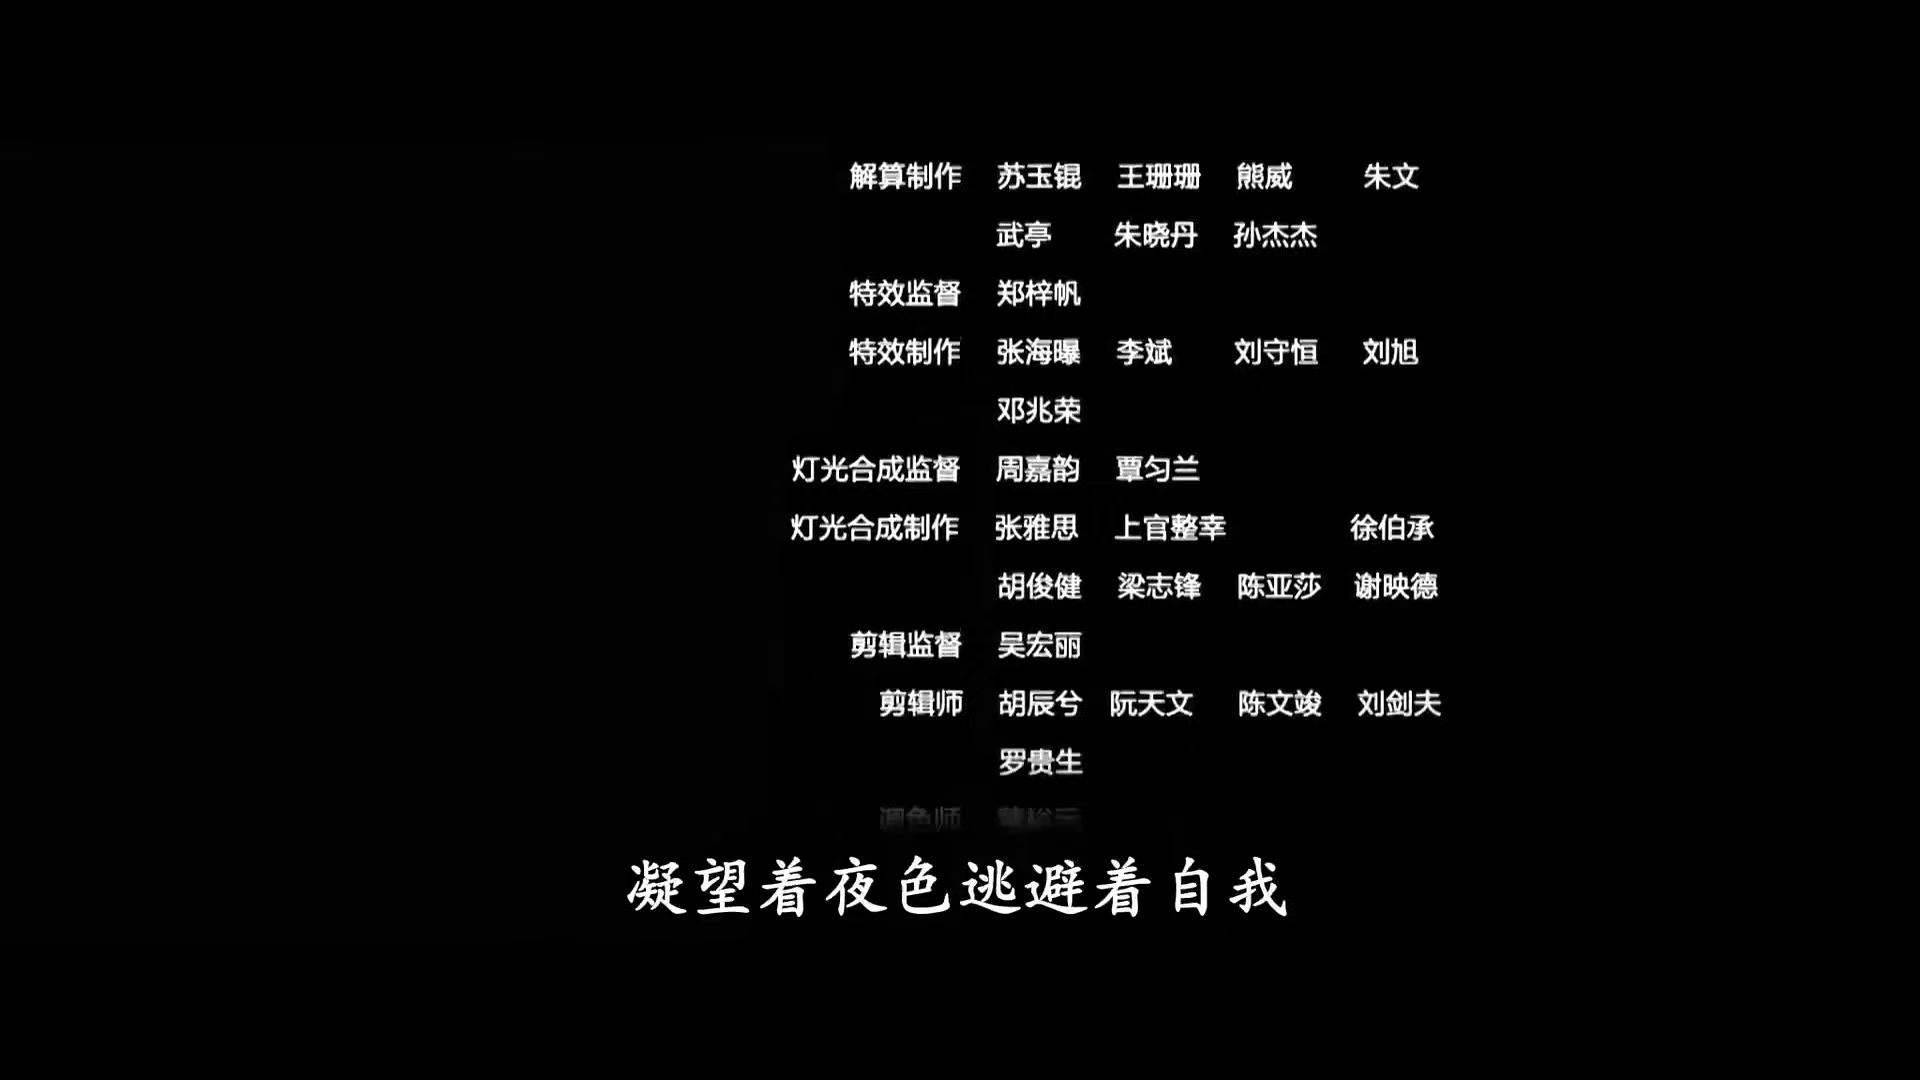 解算制作 苏玉锟 王珊珊 熊威 朱文
武亭 朱晓丹 孙杰杰
特效监督 郑梓帆
特效制作 张海曝 李斌 刘守恒 刘旭
邓兆荣
灯光合成监督 周嘉韵 覃匀兰
灯光合成制作 张雅思 上官整幸 徐伯承
胡俊健 梁志锋 陈亚莎 谢映德
剪辑监督 吴宏丽
剪辑师 胡辰兮 阮天文 陈文竣 刘剑夫
罗贵生
调色师
凝望着夜色逃避着自我